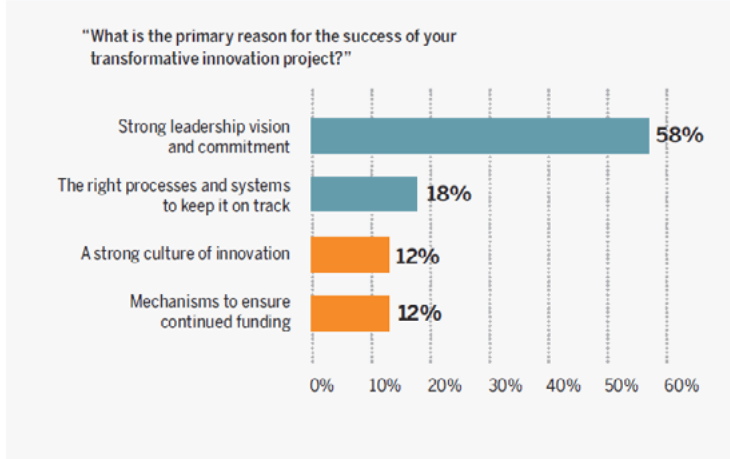 "What is the primary reason for the success of your
transformative innovation project?"
Strong leadership vision
and commitment
58%
The right processes and systems
to keep it on track
18%
A strong culture of innovation
12%
Mechanisms to ensure
continued funding
12%
0% 10% 20% 30% 40% 50% 60%